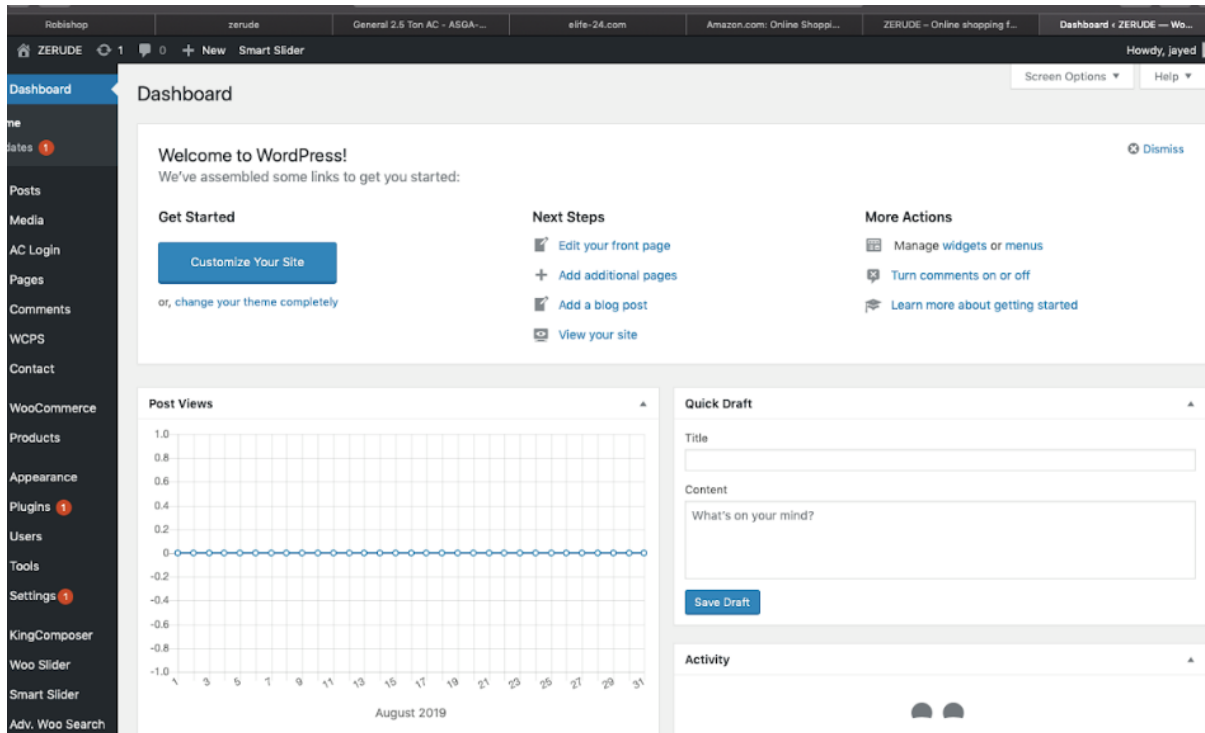 Robishop
zerude
General 2.5 Ton AC - ASGA-...
elife-24.com
Amazon.com: Online Shoppi...
ZERUDE – Online shopping f...
Dashboard ‹ ZERUDE — Wo...
ZERUDE 1 0 + New Smart Slider
Howdy, jayed
Screen Options ▼
Help ▼
Dashboard
me
dates 1
Posts
Media
AC Login
Pages
Comments
WCPS
Contact
WooCommerce
Products
Appearance
Plugins 1
Users
Tools
Settings 1
KingComposer
Woo Slider
Smart Slider
Adv. Woo Search
Dashboard
Welcome to WordPress!
We've assembled some links to get you started:
Dismiss
Get Started
Customize Your Site
or, change your theme completely
Next Steps
Edit your front page
Add additional pages
Add a blog post
View your site
More Actions
Manage widgets or menus
Turn comments on or off
Learn more about getting started
Post Views
1.0
0.8
0.6
0.4
0.2
0
-0.2
-0.4
-0.6
-0.8
-1.0
1 3 5 7 9 11 13 15 17 19 21 23 25 27 29 31
August 2019
Quick Draft
Title
Content
What's on your mind?
Save Draft
Activity